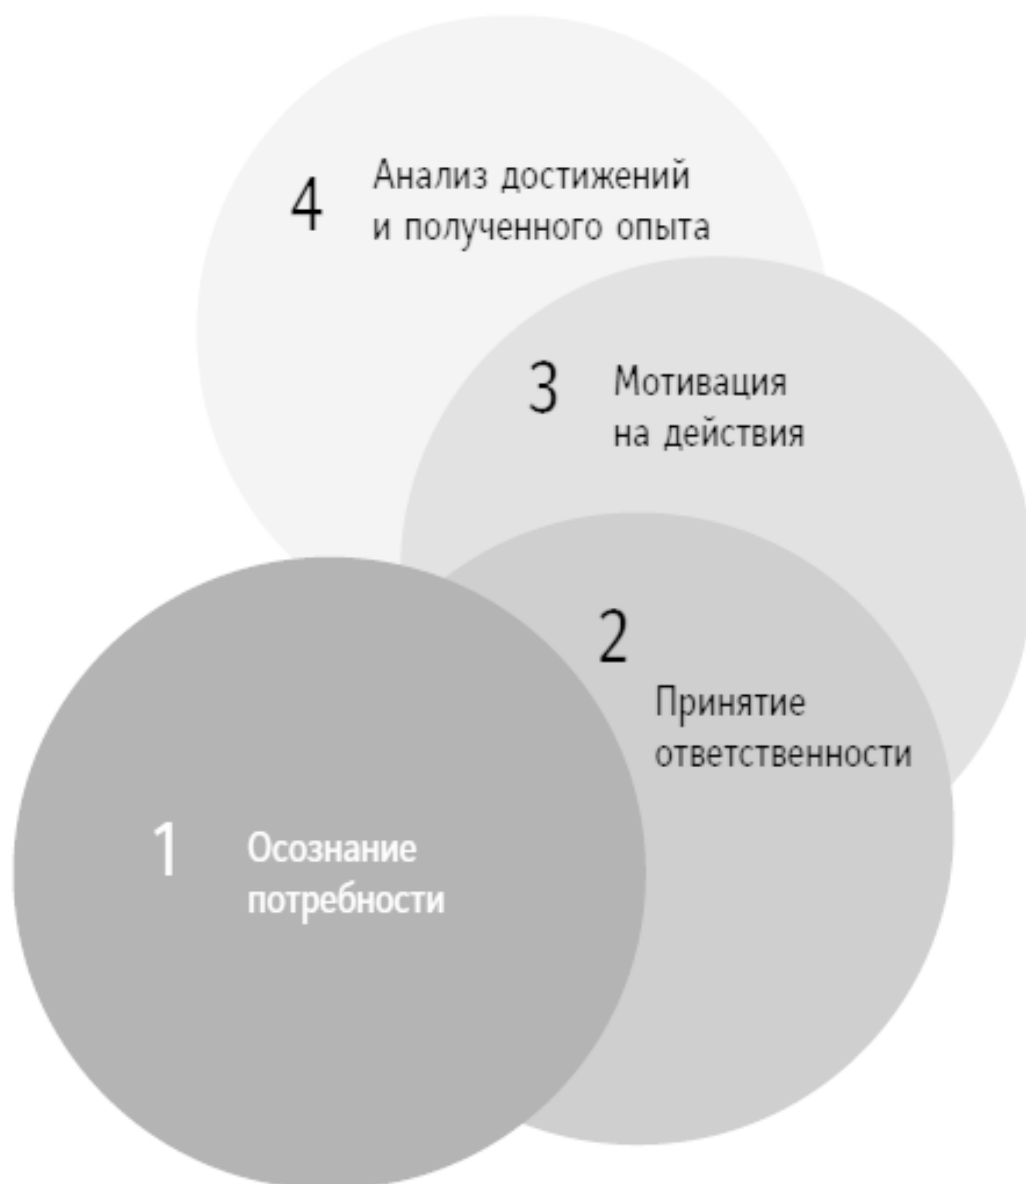 4 Анализ достижений
и полученного опыта
3 Мотивация
на действия
2
Принятие
ответственности
1 Осознание
потребности